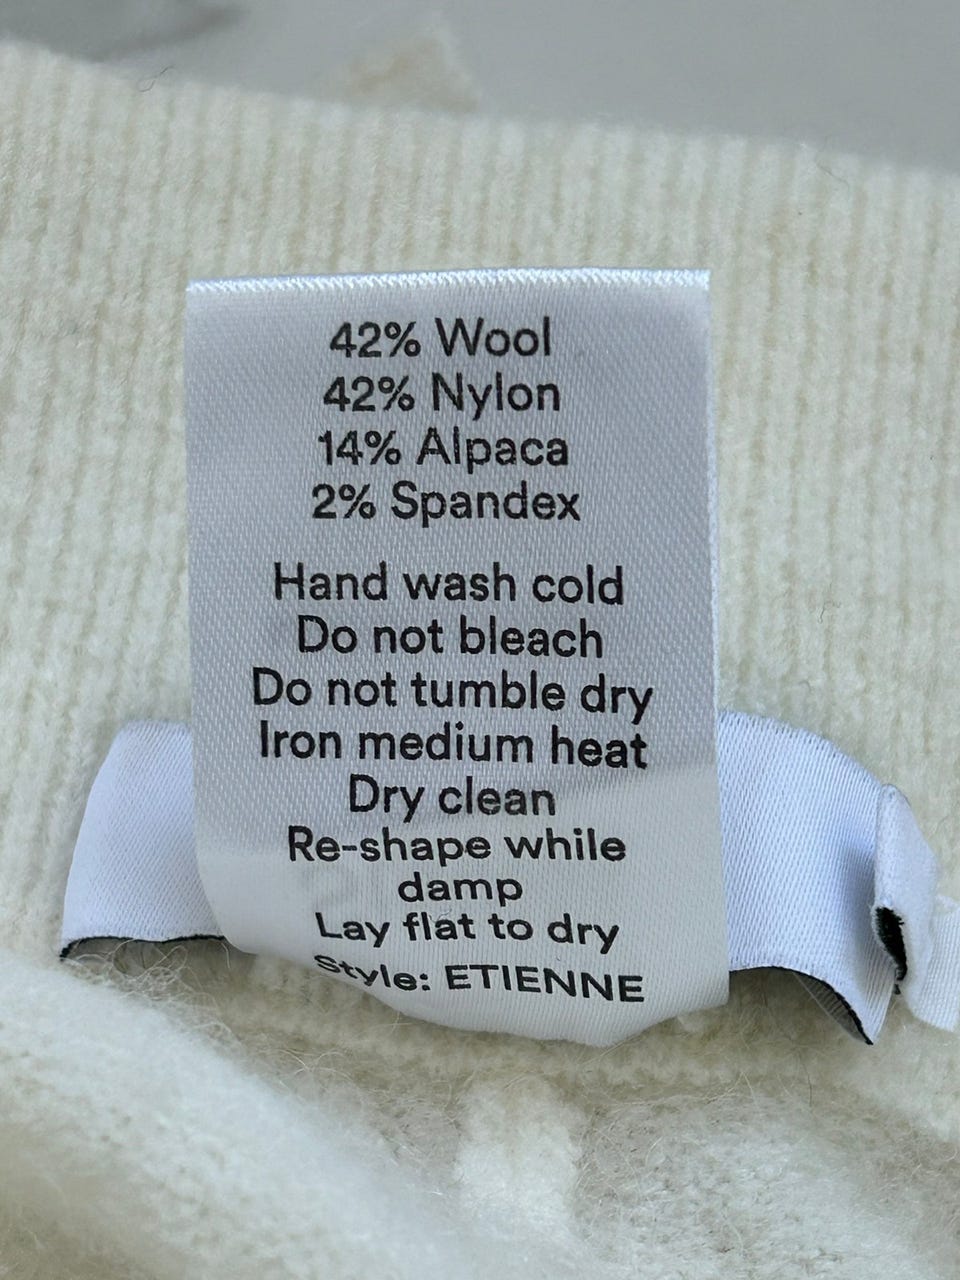 42% Wool
42% Nylon
14% Alpaca
2% Spandex
Hand wash cold
Do not bleach
Do not tumble dry
Iron medium heat
Dry clean
Re-shape while
damp
Lay flat to dry
Style: ETIENNE